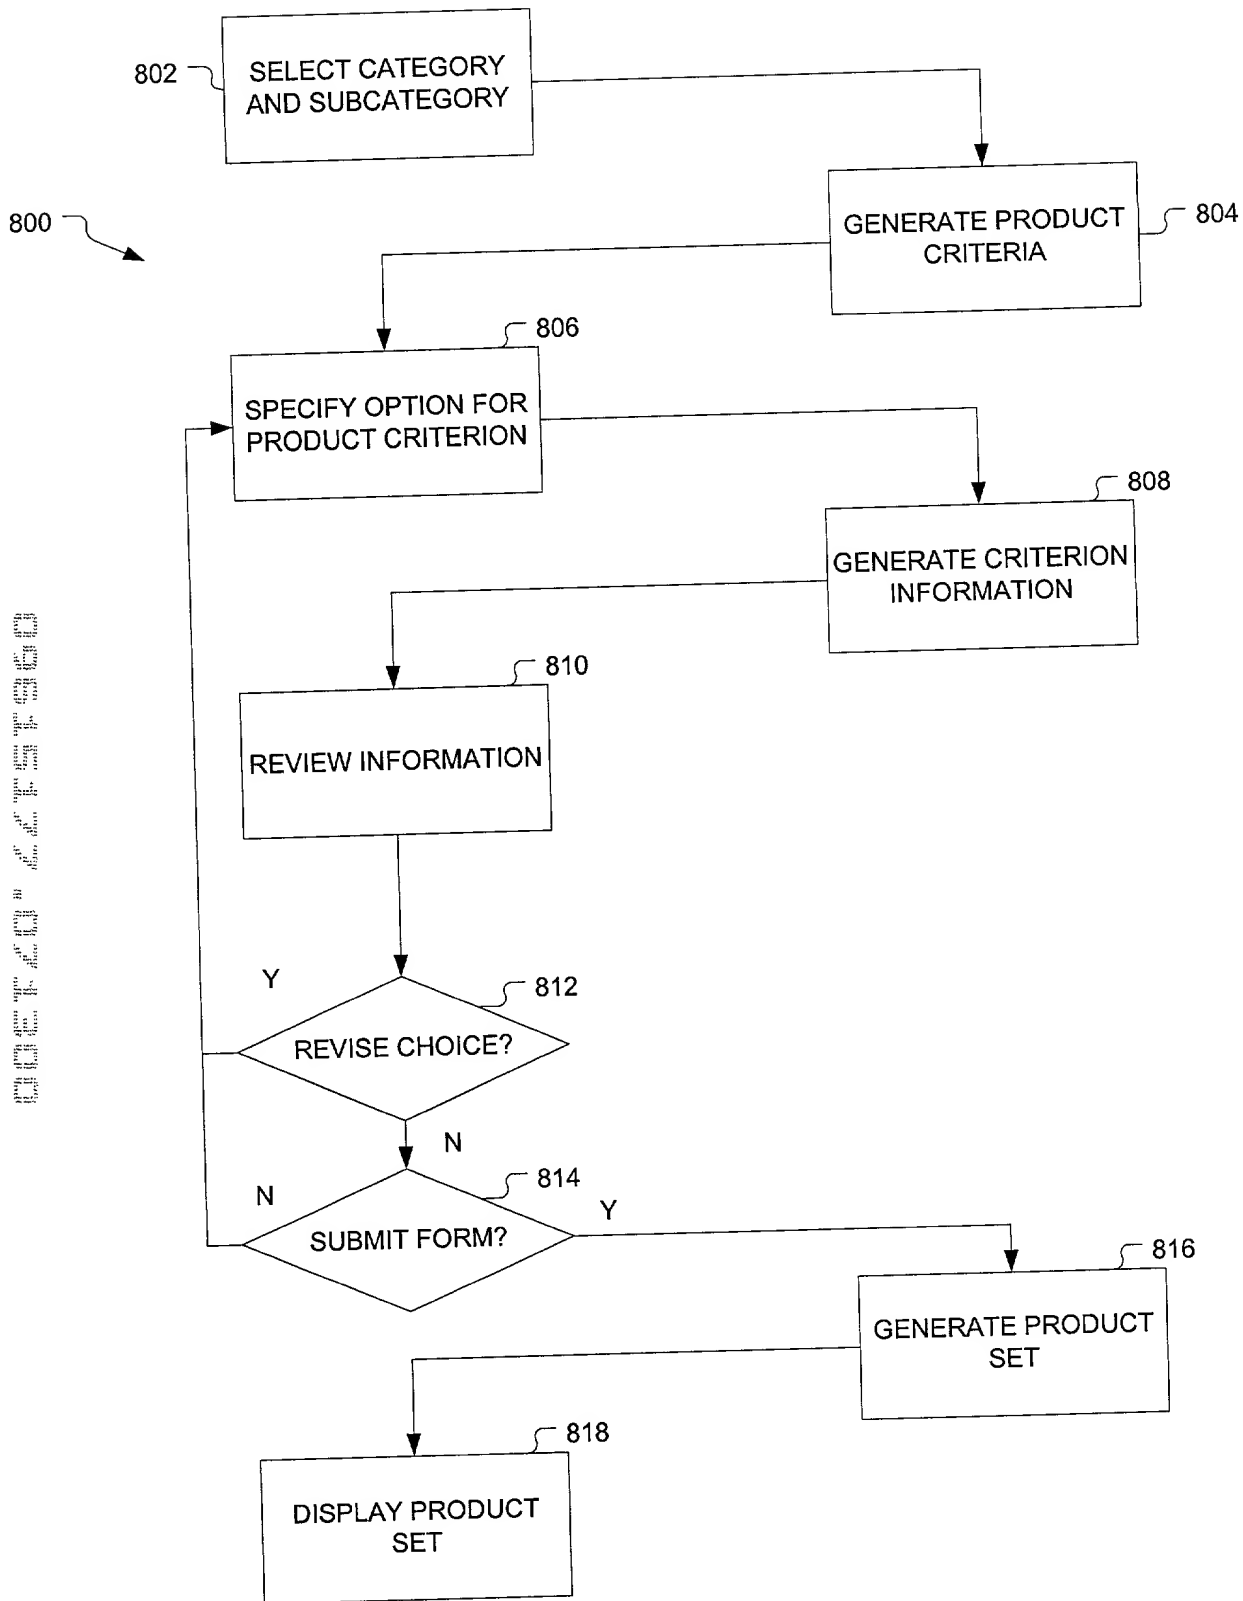 802
SELECT CATEGORY
AND SUBCATEGORY
800
GENERATE PRODUCT
CRITERIA
804
806
SPECIFY OPTION FOR
PRODUCT CRITERION
808
GENERATE CRITERION
INFORMATION
810
REVIEW INFORMATION
Y
812
REVISE CHOICE?
N
N
814
Y
SUBMIT FORM?
816
GENERATE PRODUCT
SET
818
DISPLAY PRODUCT
SET